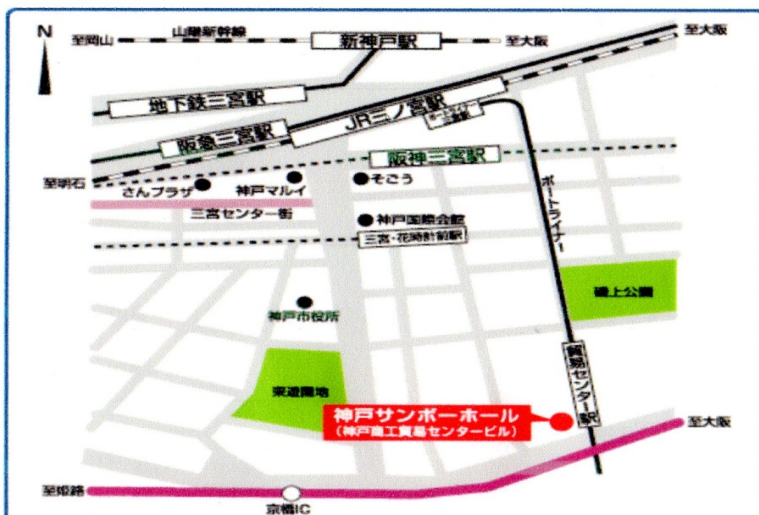 N
至岡山
山陽新幹線
新神戸駅
至大阪
至大阪
地下鉄三宮駅
阪急三宮駅
JR三ノ宮駅
阪神三宮駅
至明石
さんプラザ
神戸マルイ
そごう
ポートライナー
三宮センター街
神戸国際会館
三宮・花時計前駅
磯上公園
神戸市役所
東遊園地
貿易センター駅
神戸サンボーホール
(神戸商工貿易センタービル)
至大阪
至姫路
京橋IC